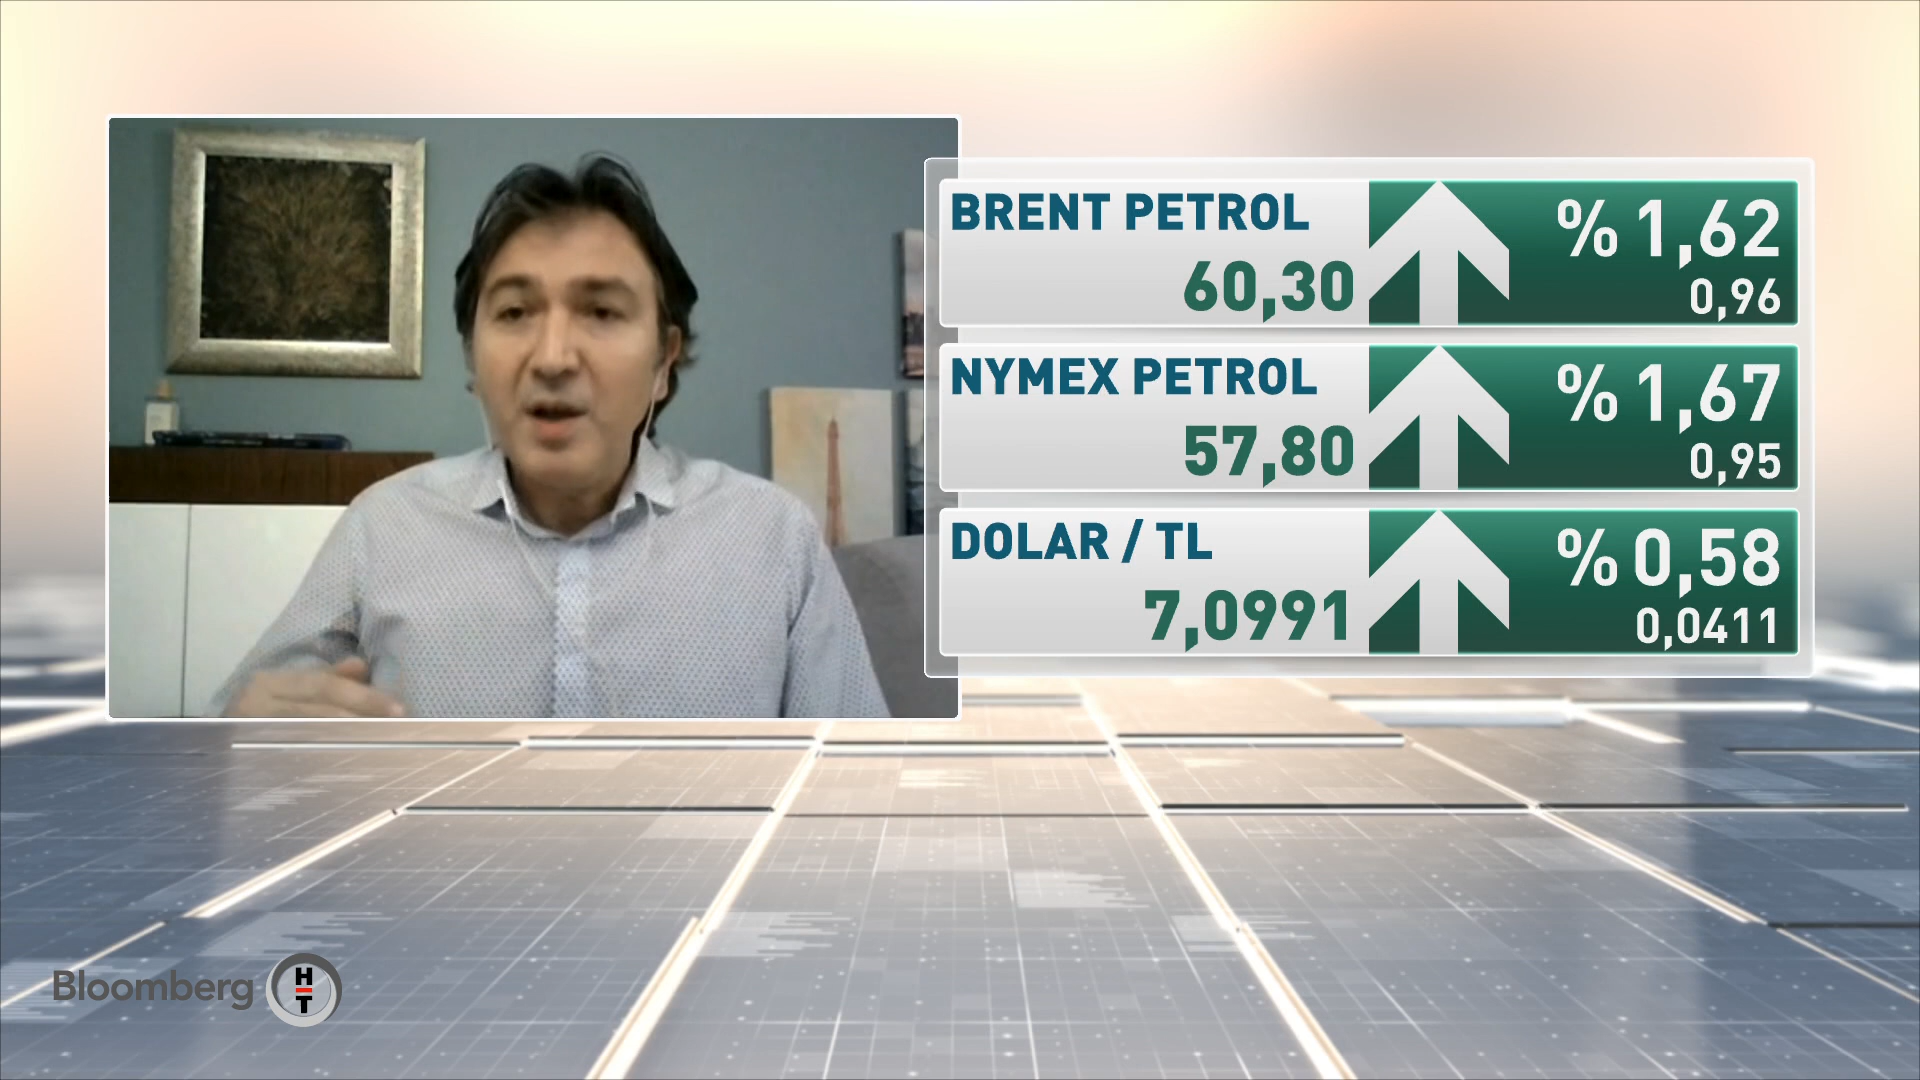 BRENT PETROL
60,30
% 1,62
0,96
NYMEX PETROL
57,80
% 1,67
0,95
DOLAR / TL
7,0991
% 0,58
0,0411
Bloomberg HT